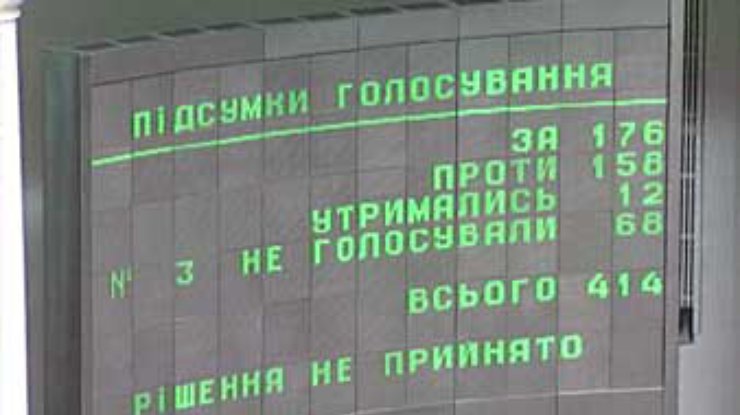 ПІДСУМКИ ГОЛОСУВАННЯ
ЗА 176
ПРОТИ 158
УТРИМАЛИСЬ 12
№ 3 НЕ ГОЛОСУВАЛИ 68
ВСЬОГО 414
РІШЕННЯ НЕ ПРИЙНЯТО